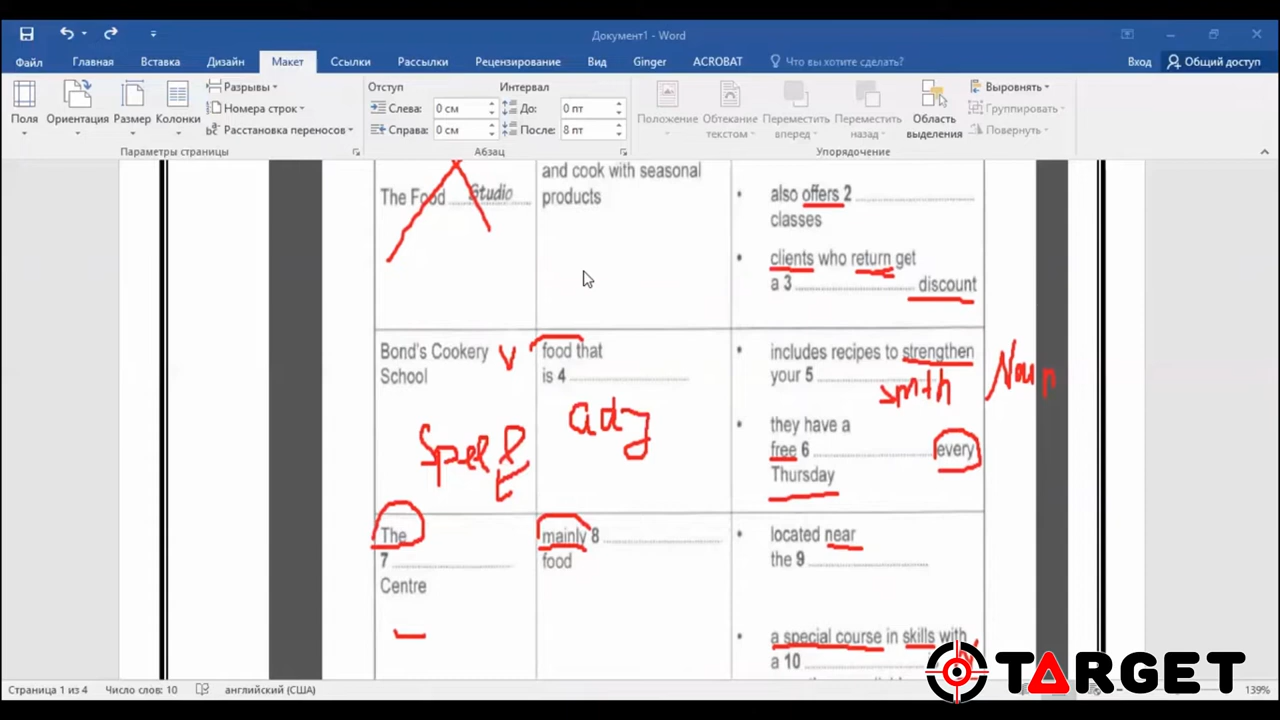 Документ1 - Word
Файл Главная Вставка Дизайн Макет Ссылки Рассылки Рецензирование Вид Ginger ACROBAT Что вы хотите сделать? Вход Общий доступ
Поля
Ориентация
Размер
Колонки
Разрывы
Номера строк
Расстановка переносов
Параметры страницы
Отступ
Слева: 0 см
Справа: 0 см
Интервал
До: 0 пт
После: 8 пт
Абзац
Положение
Обтекание текстом
Переместить вперед
Переместить назад
Область выделения
Выровнять
Группировать
Повернуть
Упорядочение
The Food Studio
and cook with seasonal
products
also offers 2
classes
clients who return get
a 3 discount
Bond's Cookery
School
V
Spell
food that
is 4
adj
includes recipes to strengthen
your 5
smth
Noun
they have a
free 6 every
Thursday
The
7
Centre
mainly 8
food
located near
the 9
a special course in skills with
a 10
TARGET
Страница 1 из 4 Число слов: 10 английский (США) 139%